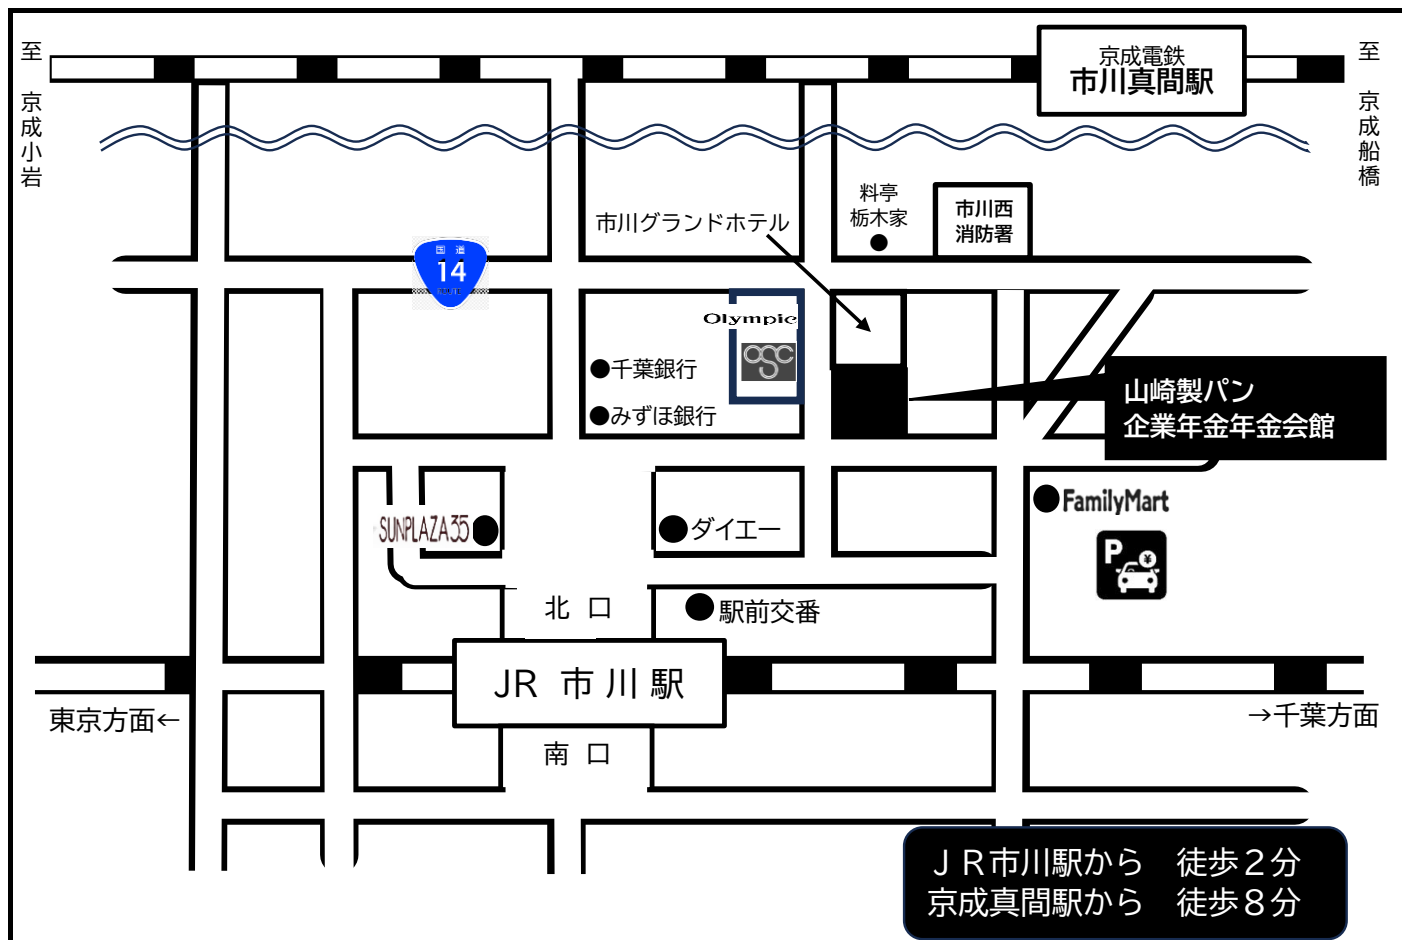 至 京成小岩
京成電鉄
市川真間駅
至 京成船橋
料亭
栃木家
市川西
消防署
市川グランドホテル
国道
14
Olympic
OSC
千葉銀行
みずほ銀行
山崎製パン
企業年金年金会館
SUNPLAZA35
ダイエー
FamilyMart
P
¥
北 口
駅前交番
JR 市 川 駅
東京方面←
→千葉方面
南 口
ＪＲ市川駅から　徒歩２分
京成真間駅から　徒歩８分